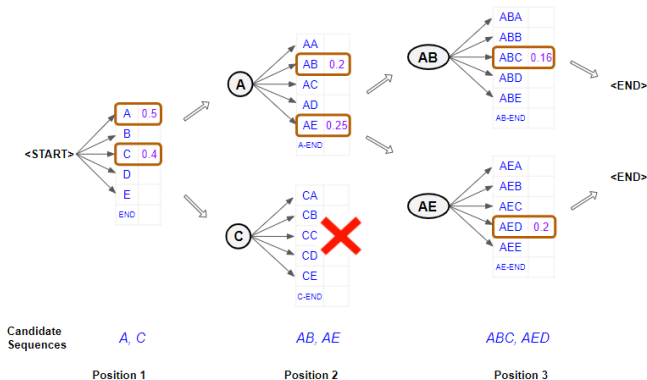 <START>
A 0.5
B
C 0.4
D
E
END
A
AA
AB 0.2
AC
AD
AE 0.25
A-END
C
CA
CB
CC
CD
CE
C-END
AB
ABA
ABB
ABC 0.16
ABD
ABE
AB-END
<END>
AE
AEA
AEB
AEC
AED 0.2
AEE
AE-END
<END>
Candidate
Sequences
A, C
AB, AE
ABC, AED
Position 1
Position 2
Position 3